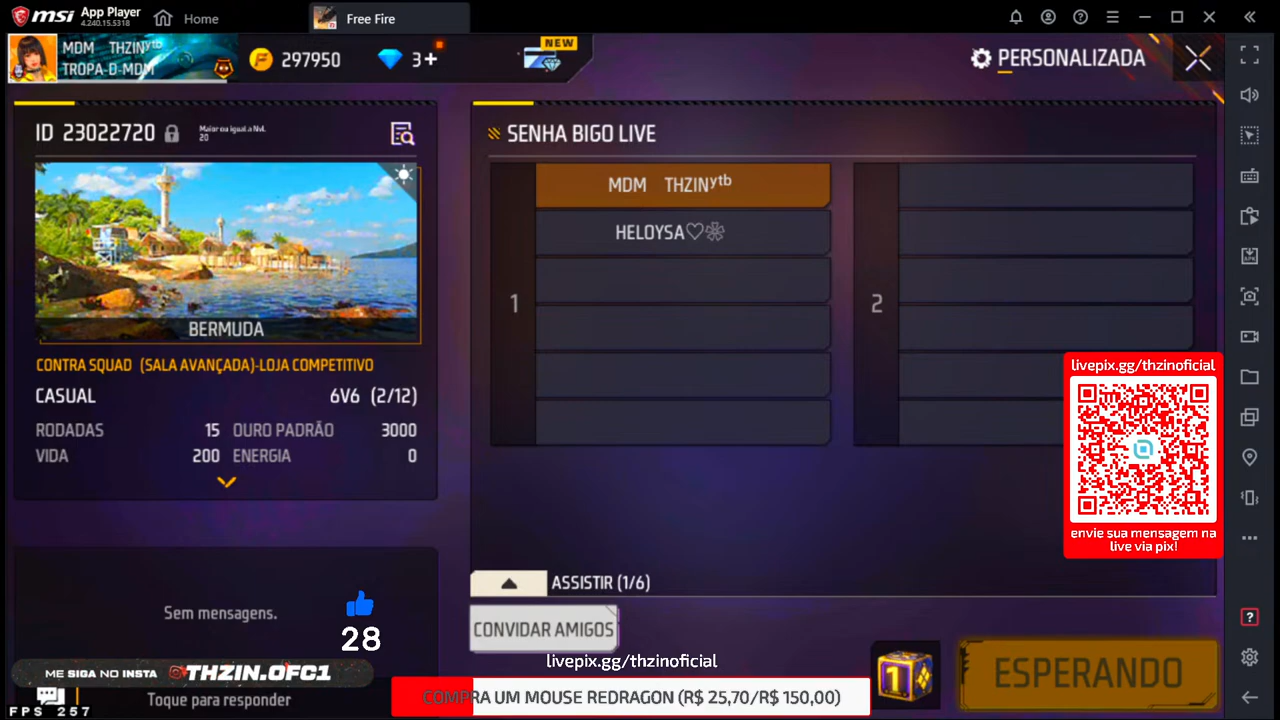 msi App Player
4.240.15.5318
Home
Free Fire
MDM THZINʸᵗᵇ
TROPA-D-MDM
297950
3+
NEW
PERSONALIZADA
ID 23022720
Maior ou igual a Nvl.
20
BERMUDA
CONTRA SQUAD (SALA AVANÇADA)-LOJA COMPETITIVO
CASUAL 6V6 (2/12)
RODADAS 15 OURO PADRÃO 3000
VIDA 200 ENERGIA 0
SENHA BIGO LIVE
1
MDM THZINʸᵗᵇ
HELOYSA♡❀
2
livepix.gg/thzinoficial
envie sua mensagem na
live via pix!
Sem mensagens.
28
ME SIGA NO INSTA THZIN.OFC1
Toque para responder
FPS 257
ASSISTIR (1/6)
CONVIDAR AMIGOS
livepix.gg/thzinoficial
COMPRA UM MOUSE REDRAGON (R$ 25,70/R$ 150,00)
1
ESPERANDO